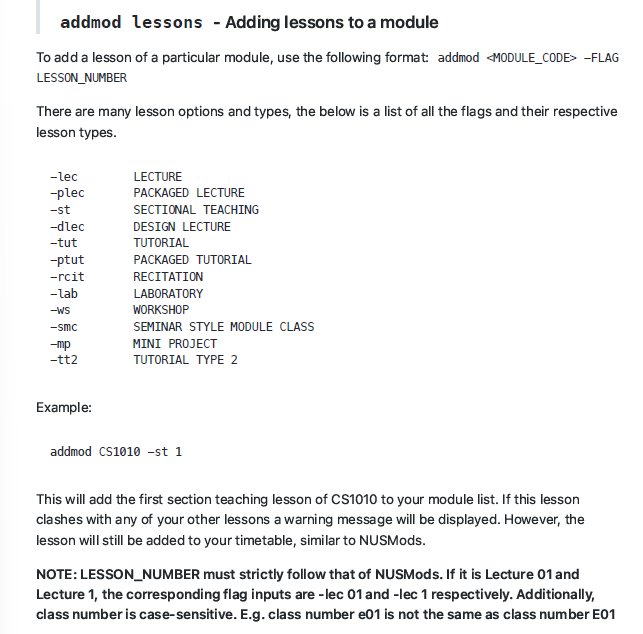 addmod lessons - Adding lessons to a module
To add a lesson of a particular module, use the following format: addmod <MODULE_CODE> –FLAG
LESSON_NUMBER
There are many lesson options and types, the below is a list of all the flags and their respective
lesson types.
–lec LECTURE
–plec PACKAGED LECTURE
–st SECTIONAL TEACHING
–dlec DESIGN LECTURE
–tut TUTORIAL
–ptut PACKAGED TUTORIAL
–rcit RECITATION
–lab LABORATORY
–ws WORKSHOP
–smc SEMINAR STYLE MODULE CLASS
–mp MINI PROJECT
–tt2 TUTORIAL TYPE 2
Example:
addmod CS1010 –st 1
This will add the first section teaching lesson of CS1010 to your module list. If this lesson
clashes with any of your other lessons a warning message will be displayed. However, the
lesson will still be added to your timetable, similar to NUSMods.
NOTE: LESSON_NUMBER must strictly follow that of NUSMods. If it is Lecture 01 and
Lecture 1, the corresponding flag inputs are -lec 01 and -lec 1 respectively. Additionally,
class number is case-sensitive. E.g. class number e01 is not the same as class number E01